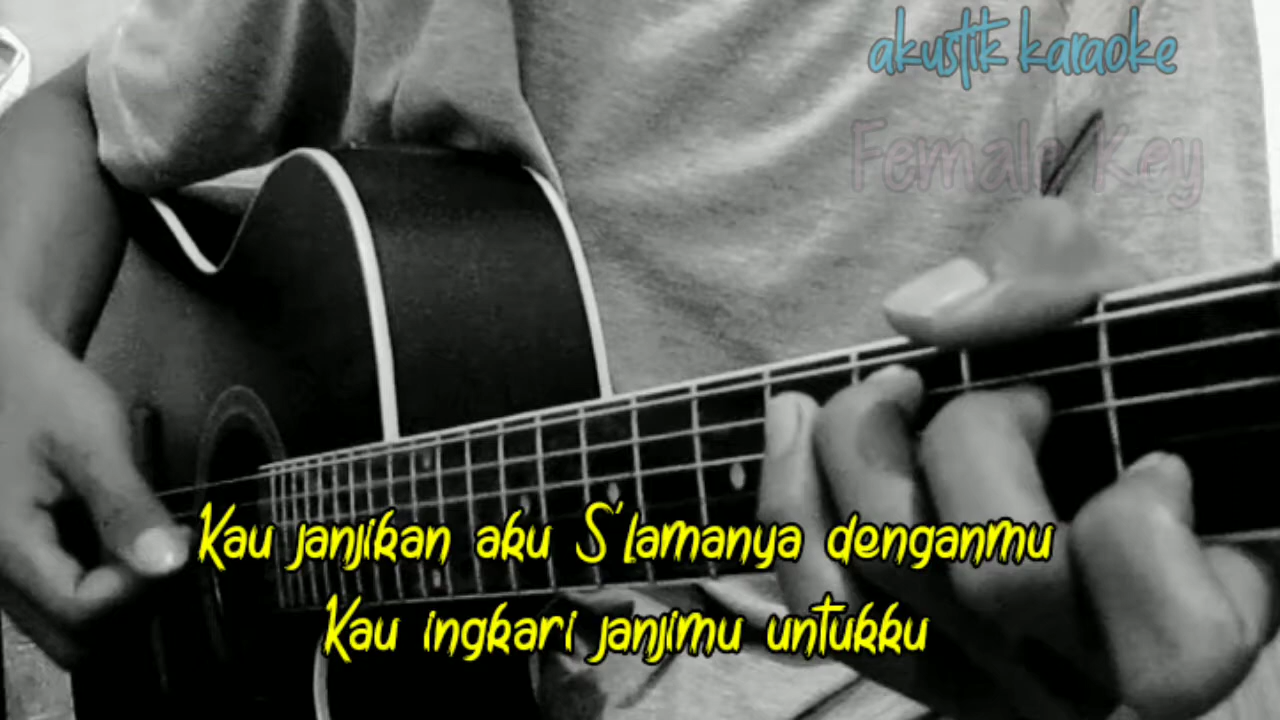 akustik karaoke
Female Key
Kau janjikan aku S'lamanya denganmu
Kau ingkari janjimu untukku